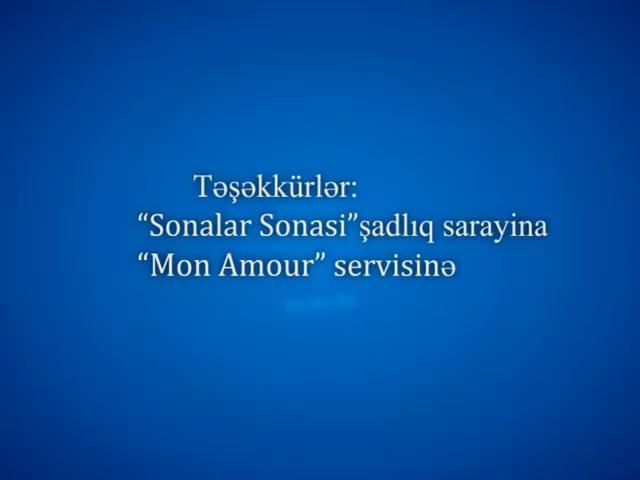 Təşəkkürlər:
“Sonalar Sonasi”şadlıq sarayina
“Mon Amour” servisinə